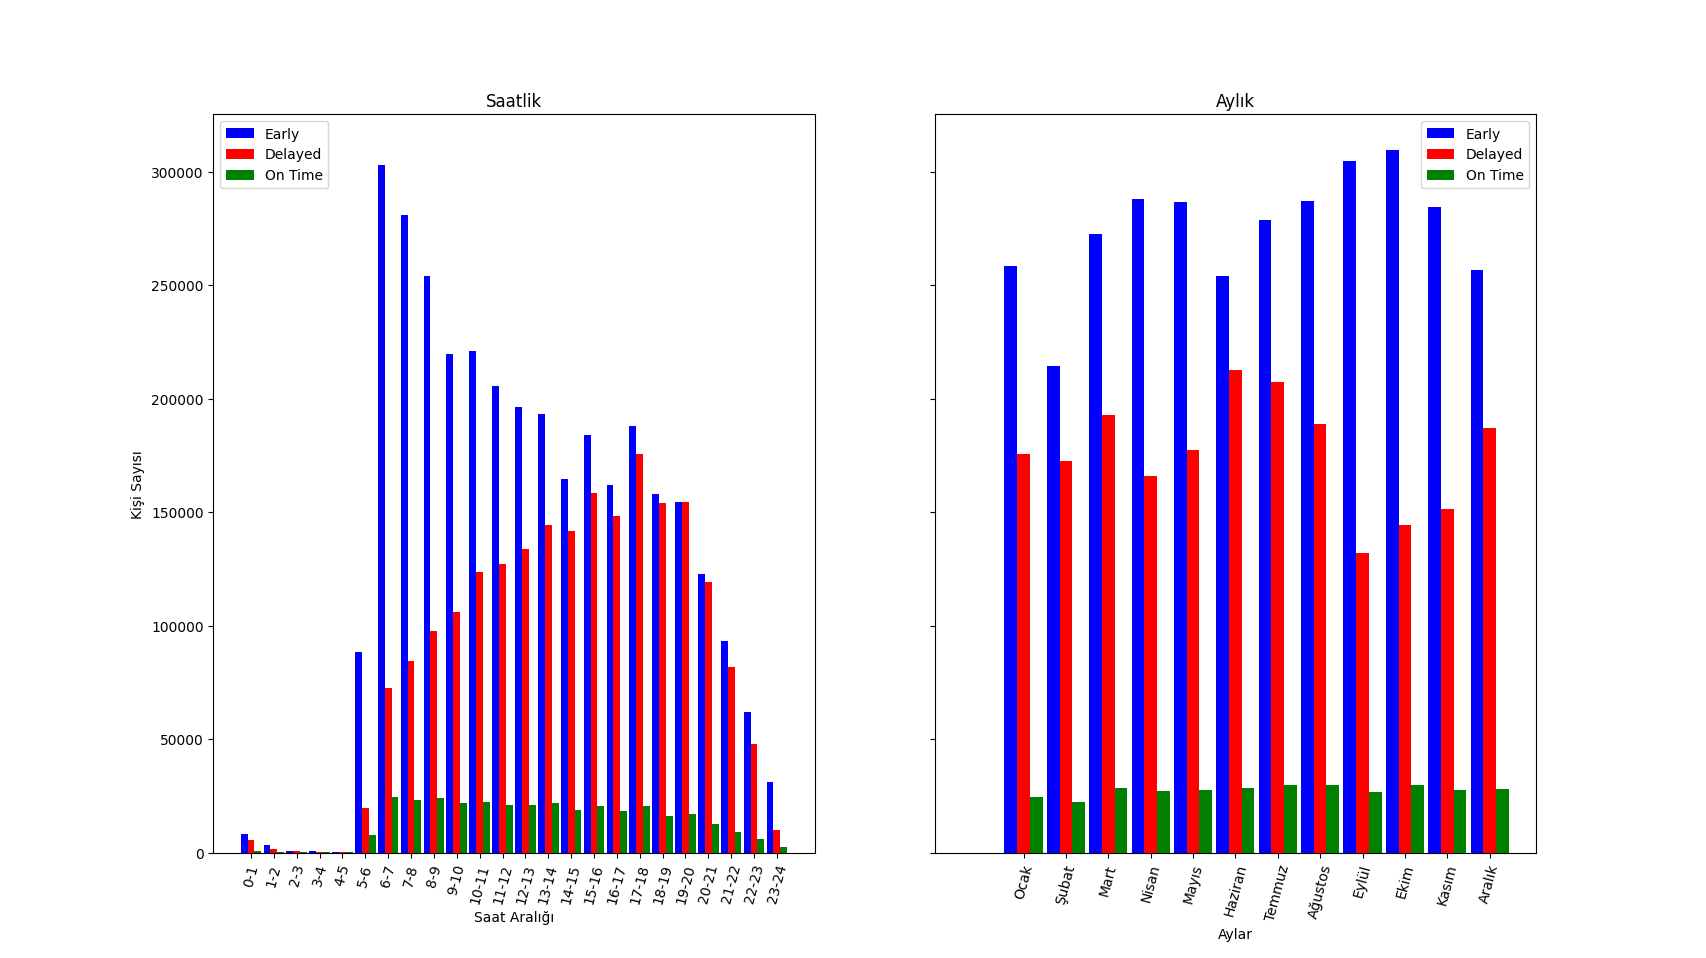 Saatlik
Early
Delayed
On Time
300000
250000
200000
150000
100000
50000
0
Kişi Sayısı
0-1
1-2
2-3
3-4
4-5
5-6
6-7
7-8
8-9
9-10
10-11
11-12
12-13
13-14
14-15
15-16
16-17
17-18
18-19
19-20
20-21
21-22
22-23
23-24
Saat Aralığı
Aylık
Early
Delayed
On Time
Ocak
Şubat
Mart
Nisan
Mayıs
Haziran
Temmuz
Ağustos
Eylül
Ekim
Kasım
Aralık
Aylar